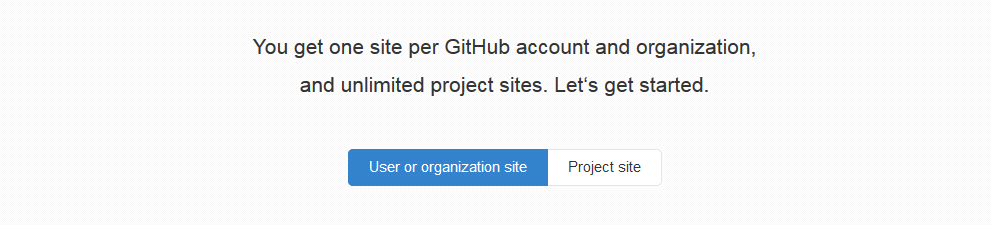 You get one site per GitHub account and organization,
and unlimited project sites. Let‘s get started.
User or organization site
Project site